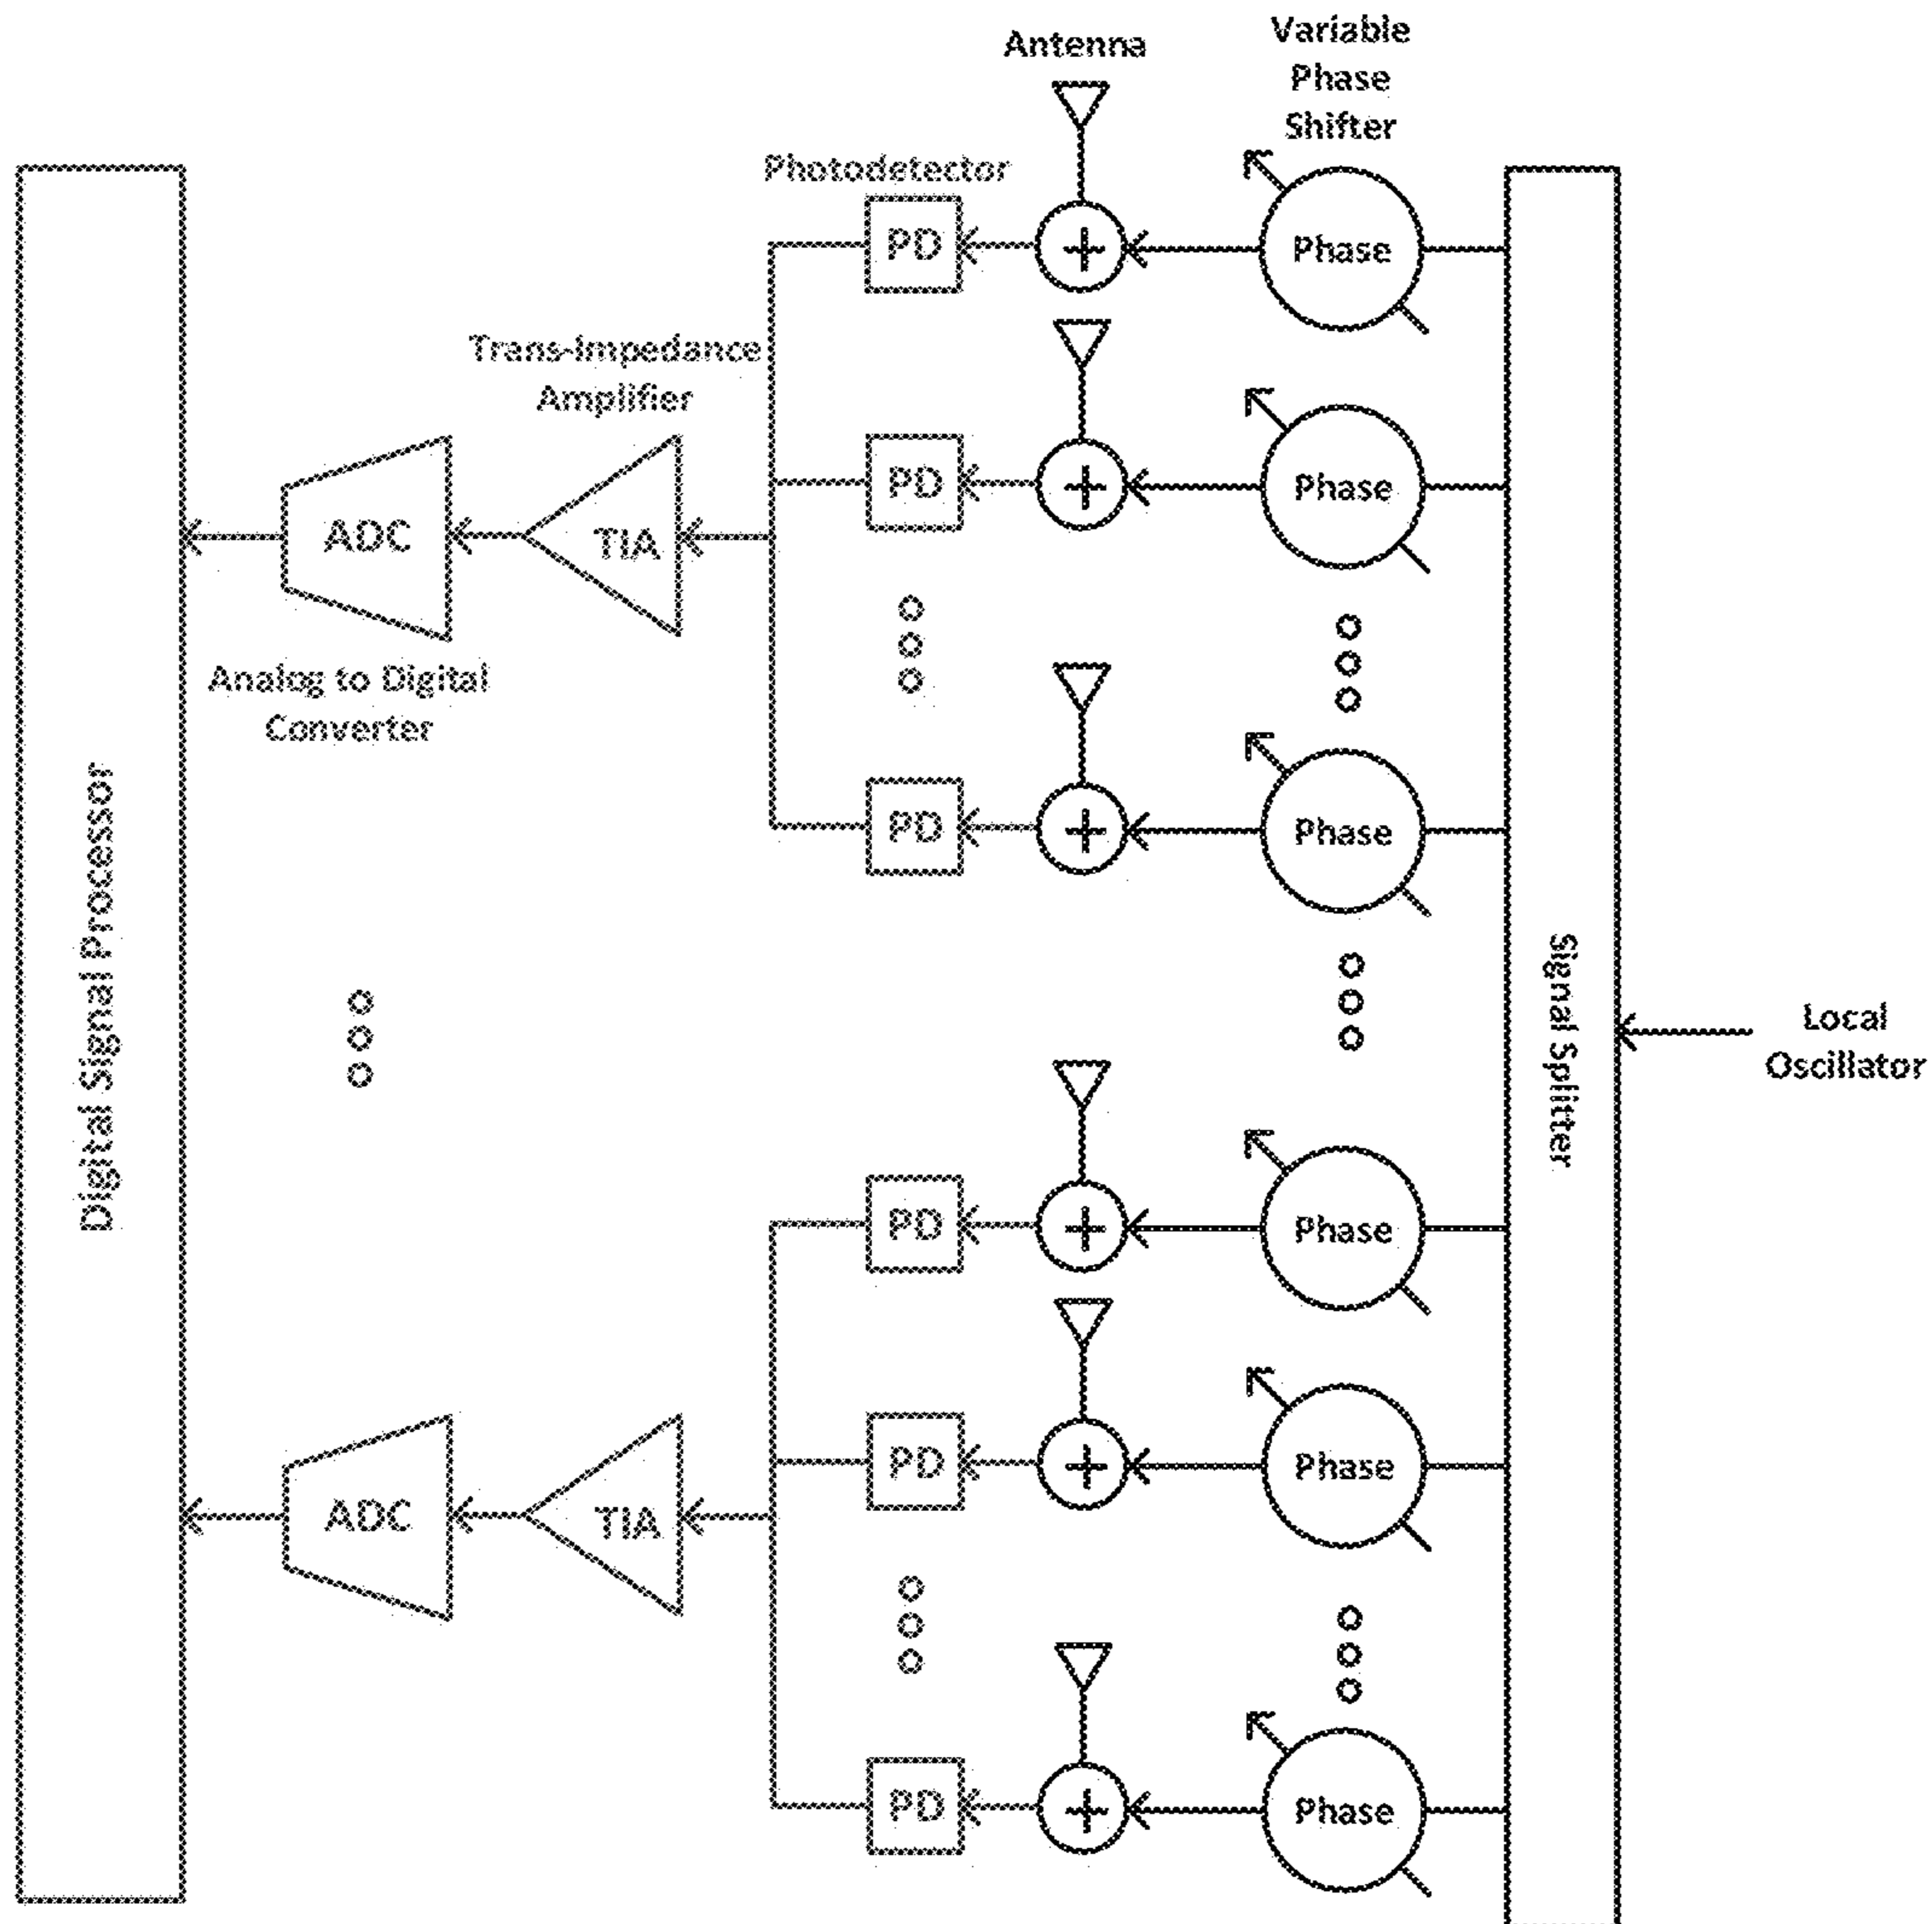 Antenna
Variable
Phase
Shifter
Photodetector
PD
+
Phase
Trans-Impedance
Amplifier
PD
+
Phase
ADC
TIA
Analog to Digital
Converter
PD
+
Phase
Digital Signal Processor
Signal Splitter
Local
Oscillator
PD
+
Phase
PD
+
Phase
ADC
TIA
PD
+
Phase